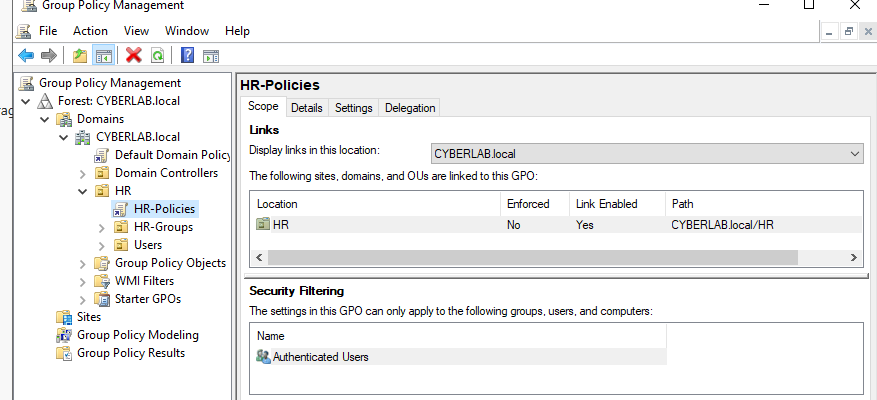 Group Policy Management
File Action View Window Help
Group Policy Management
Forest: CYBERLAB.local
Domains
CYBERLAB.local
Default Domain Policy
Domain Controllers
HR
HR-Policies
HR-Groups
Users
Group Policy Objects
WMI Filters
Starter GPOs
Sites
Group Policy Modeling
Group Policy Results
HR-Policies
Scope Details Settings Delegation
Links
Display links in this location: CYBERLAB.local
The following sites, domains, and OUs are linked to this GPO:
Location Enforced Link Enabled Path
HR No Yes CYBERLAB.local/HR
Security Filtering
The settings in this GPO can only apply to the following groups, users, and computers:
Name
Authenticated Users